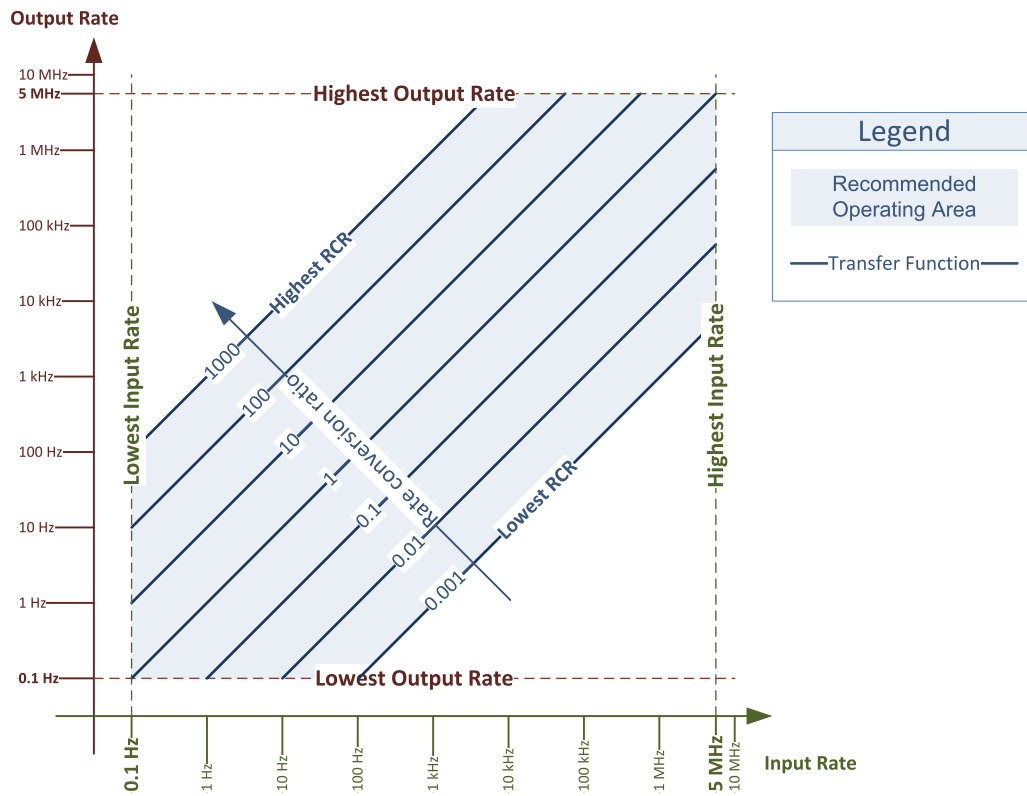 Output Rate
10 MHz
5 MHz
1 MHz
100 kHz
10 kHz
1 kHz
100 Hz
10 Hz
1 Hz
0.1 Hz
Highest Output Rate
Lowest Output Rate
Lowest Input Rate
Highest Input Rate
Highest RCR
Lowest RCR
Rate conversion ratio
1000
100
10
1
0.1
0.01
0.001
0.1 Hz
1 Hz
10 Hz
100 Hz
1 kHz
10 kHz
100 kHz
1 MHz
5 MHz
10 MHz
Input Rate
Legend
Recommended
Operating Area
Transfer Function